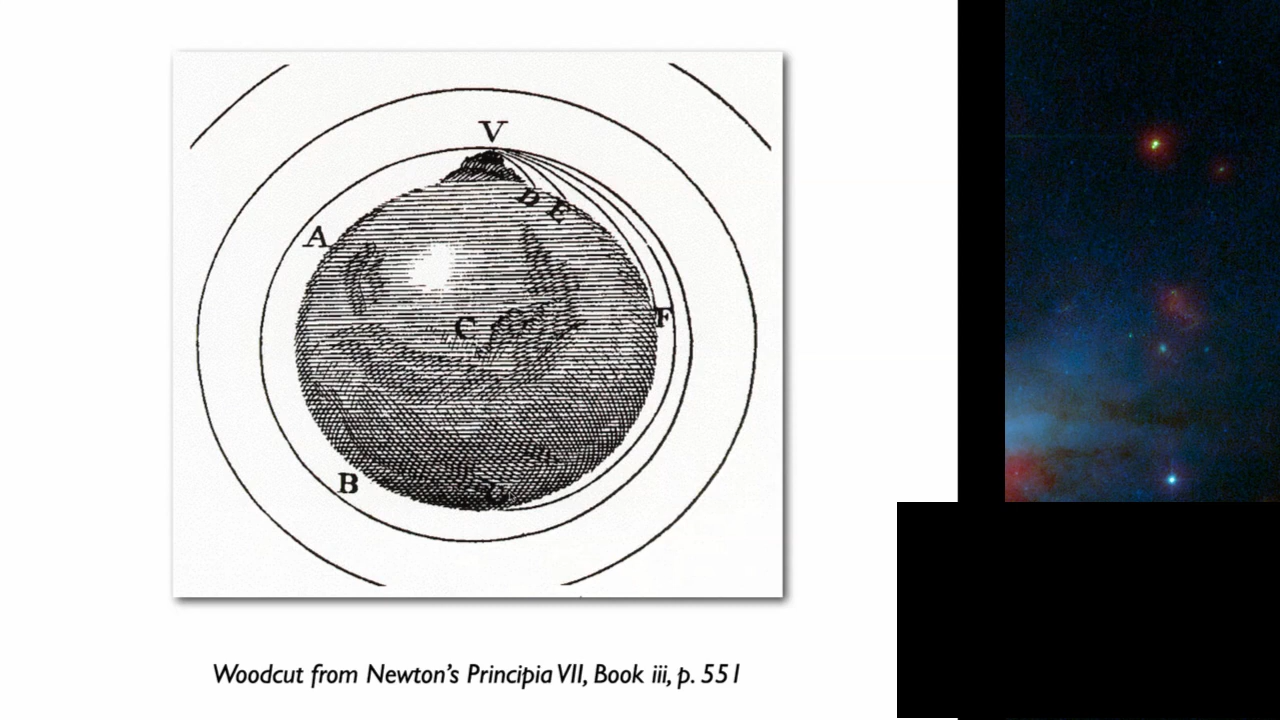 V
D E
A
C
F
B
G
Woodcut from Newton's Principia VII, Book iii, p. 551